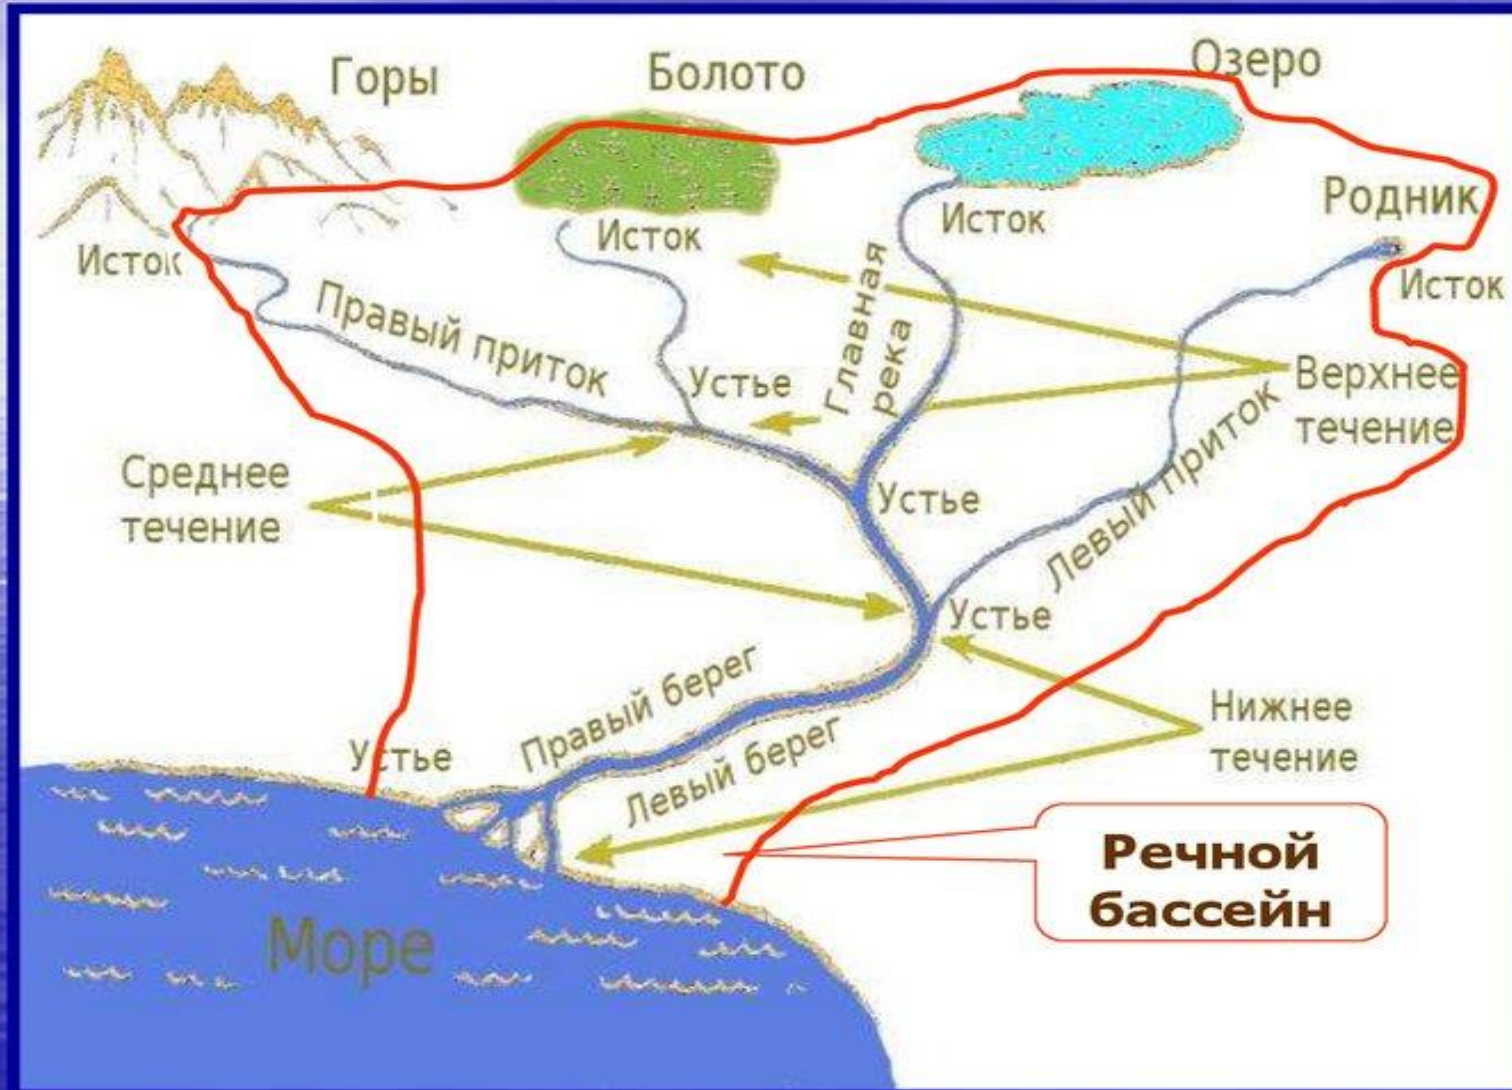 Горы
Болото
Озеро
Родник
Исток
Исток
Исток
Исток
Правый приток
Главная
река
Устье
Верхнее
течение
Левый приток
Среднее
течение
Устье
Устье
Правый берег
Левый берег
Нижнее
течение
Устье
Речной
бассейн
Море